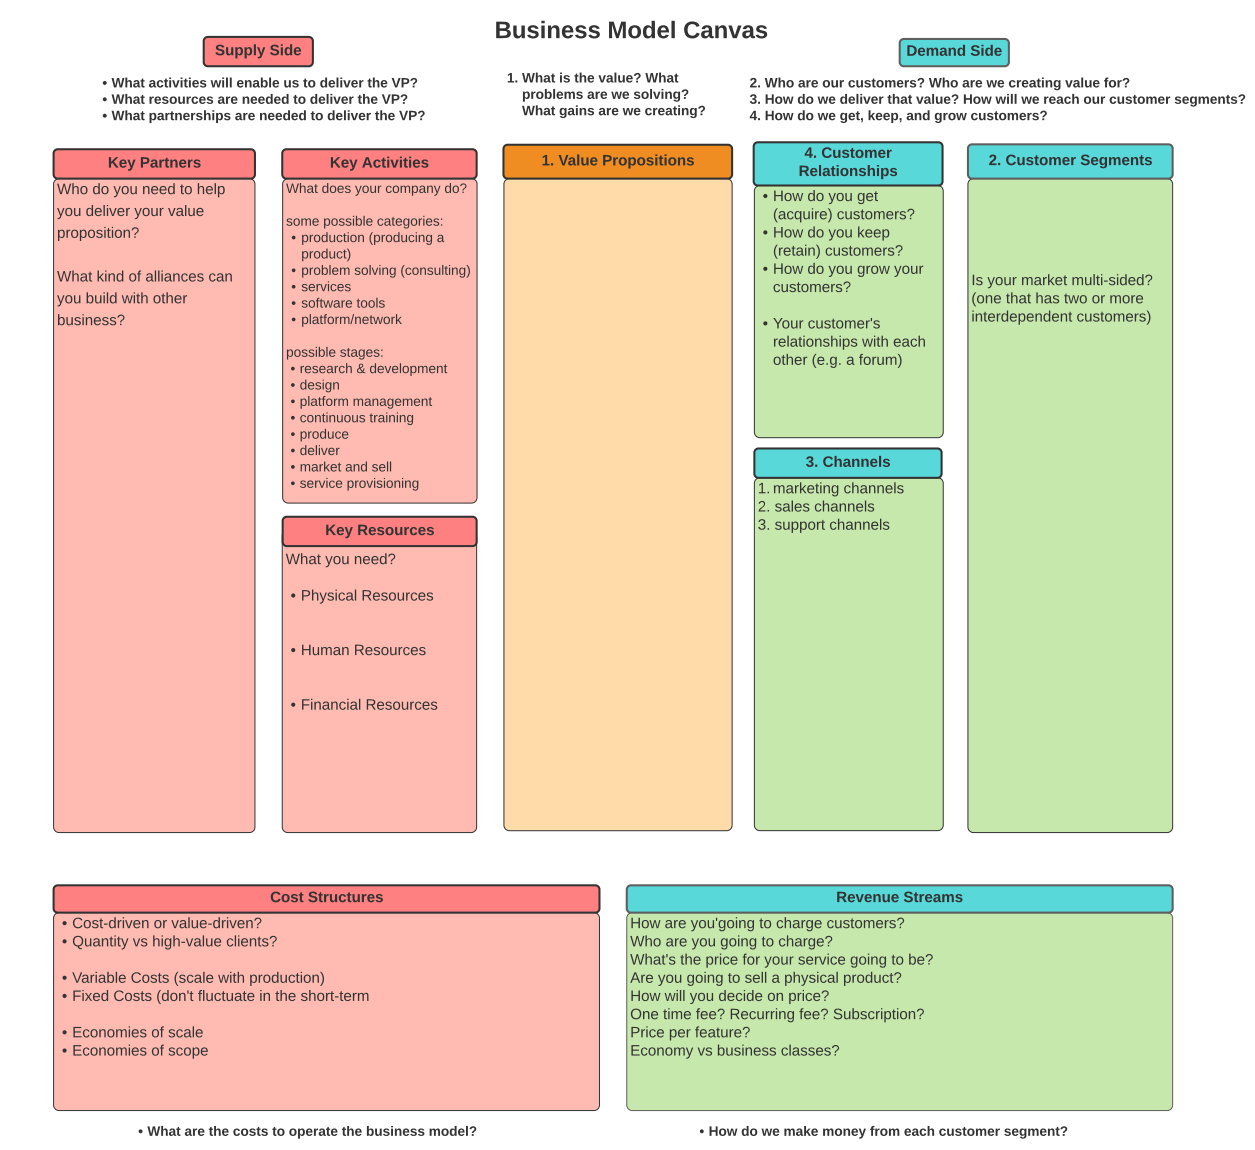 Business Model Canvas
Supply Side
• What activities will enable us to deliver the VP?
• What resources are needed to deliver the VP?
• What partnerships are needed to deliver the VP?
1. What is the value? What
problems are we solving?
What gains are we creating?
Demand Side
2. Who are our customers? Who are we creating value for?
3. How do we deliver that value? How will we reach our customer segments?
4. How do we get, keep, and grow customers?
Key Partners
Who do you need to help
you deliver your value
proposition?
What kind of alliances can
you build with other
business?
Key Activities
What does your company do?
some possible categories:
• production (producing a
product)
• problem solving (consulting)
• services
• software tools
• platform/network
possible stages:
• research & development
• design
• platform management
• continuous training
• produce
• deliver
• market and sell
• service provisioning
Key Resources
What you need?
• Physical Resources
• Human Resources
• Financial Resources
1. Value Propositions
4. Customer
Relationships
• How do you get
(acquire) customers?
• How do you keep
(retain) customers?
• How do you grow your
customers?
• Your customer's
relationships with each
other (e.g. a forum)
3. Channels
1. marketing channels
2. sales channels
3. support channels
2. Customer Segments
Is your market multi-sided?
(one that has two or more
interdependent customers)
Cost Structures
• Cost-driven or value-driven?
• Quantity vs high-value clients?
• Variable Costs (scale with production)
• Fixed Costs (don't fluctuate in the short-term
• Economies of scale
• Economies of scope
• What are the costs to operate the business model?
Revenue Streams
How are you'going to charge customers?
Who are you going to charge?
What's the price for your service going to be?
Are you going to sell a physical product?
How will you decide on price?
One time fee? Recurring fee? Subscription?
Price per feature?
Economy vs business classes?
• How do we make money from each customer segment?